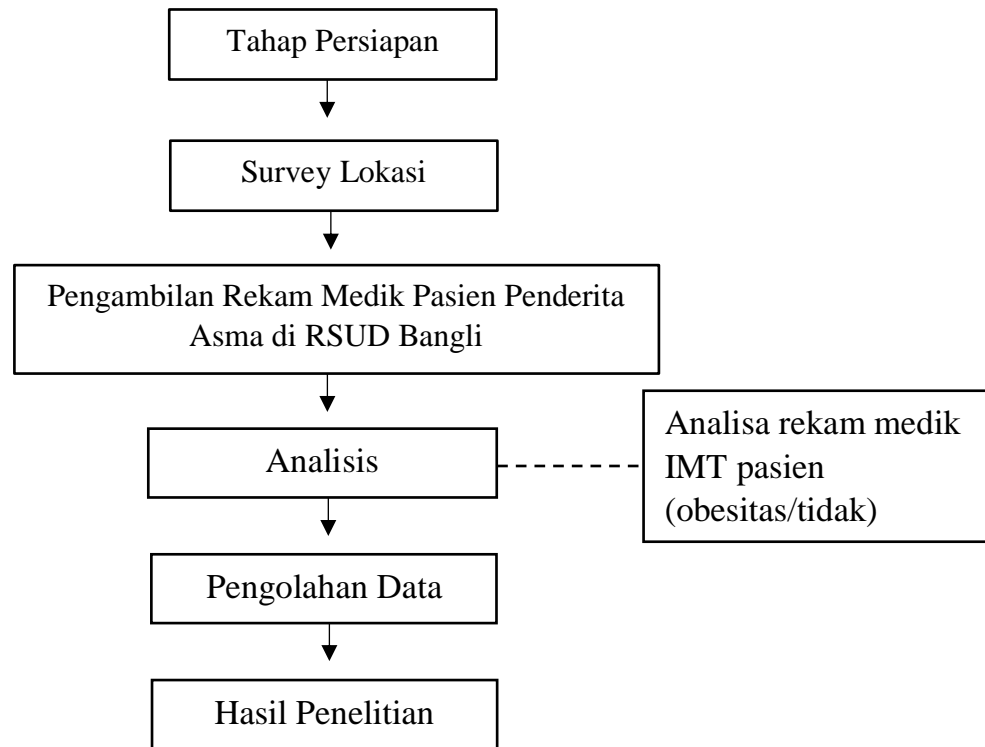 Tahap Persiapan
Survey Lokasi
Pengambilan Rekam Medik Pasien Penderita
Asma di RSUD Bangli
Analisis
Analisa rekam medik
IMT pasien
(obesitas/tidak)
Pengolahan Data
Hasil Penelitian